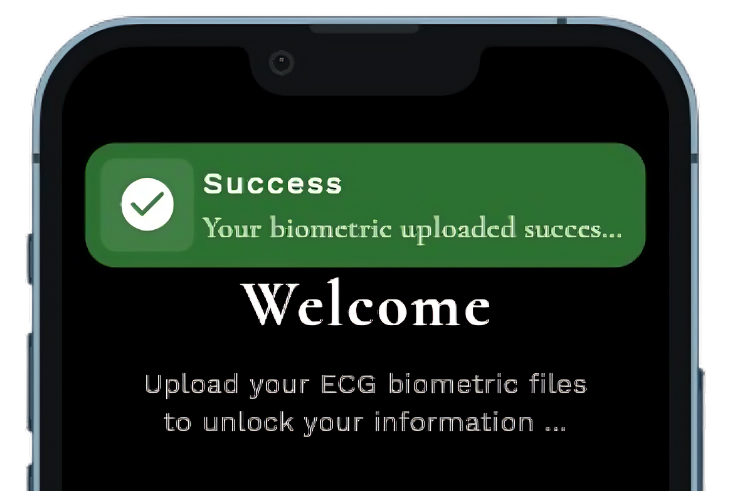 Success
Your biometric uploaded succes...
Welcome
Upload your ECG biometric files
to unlock your information ...